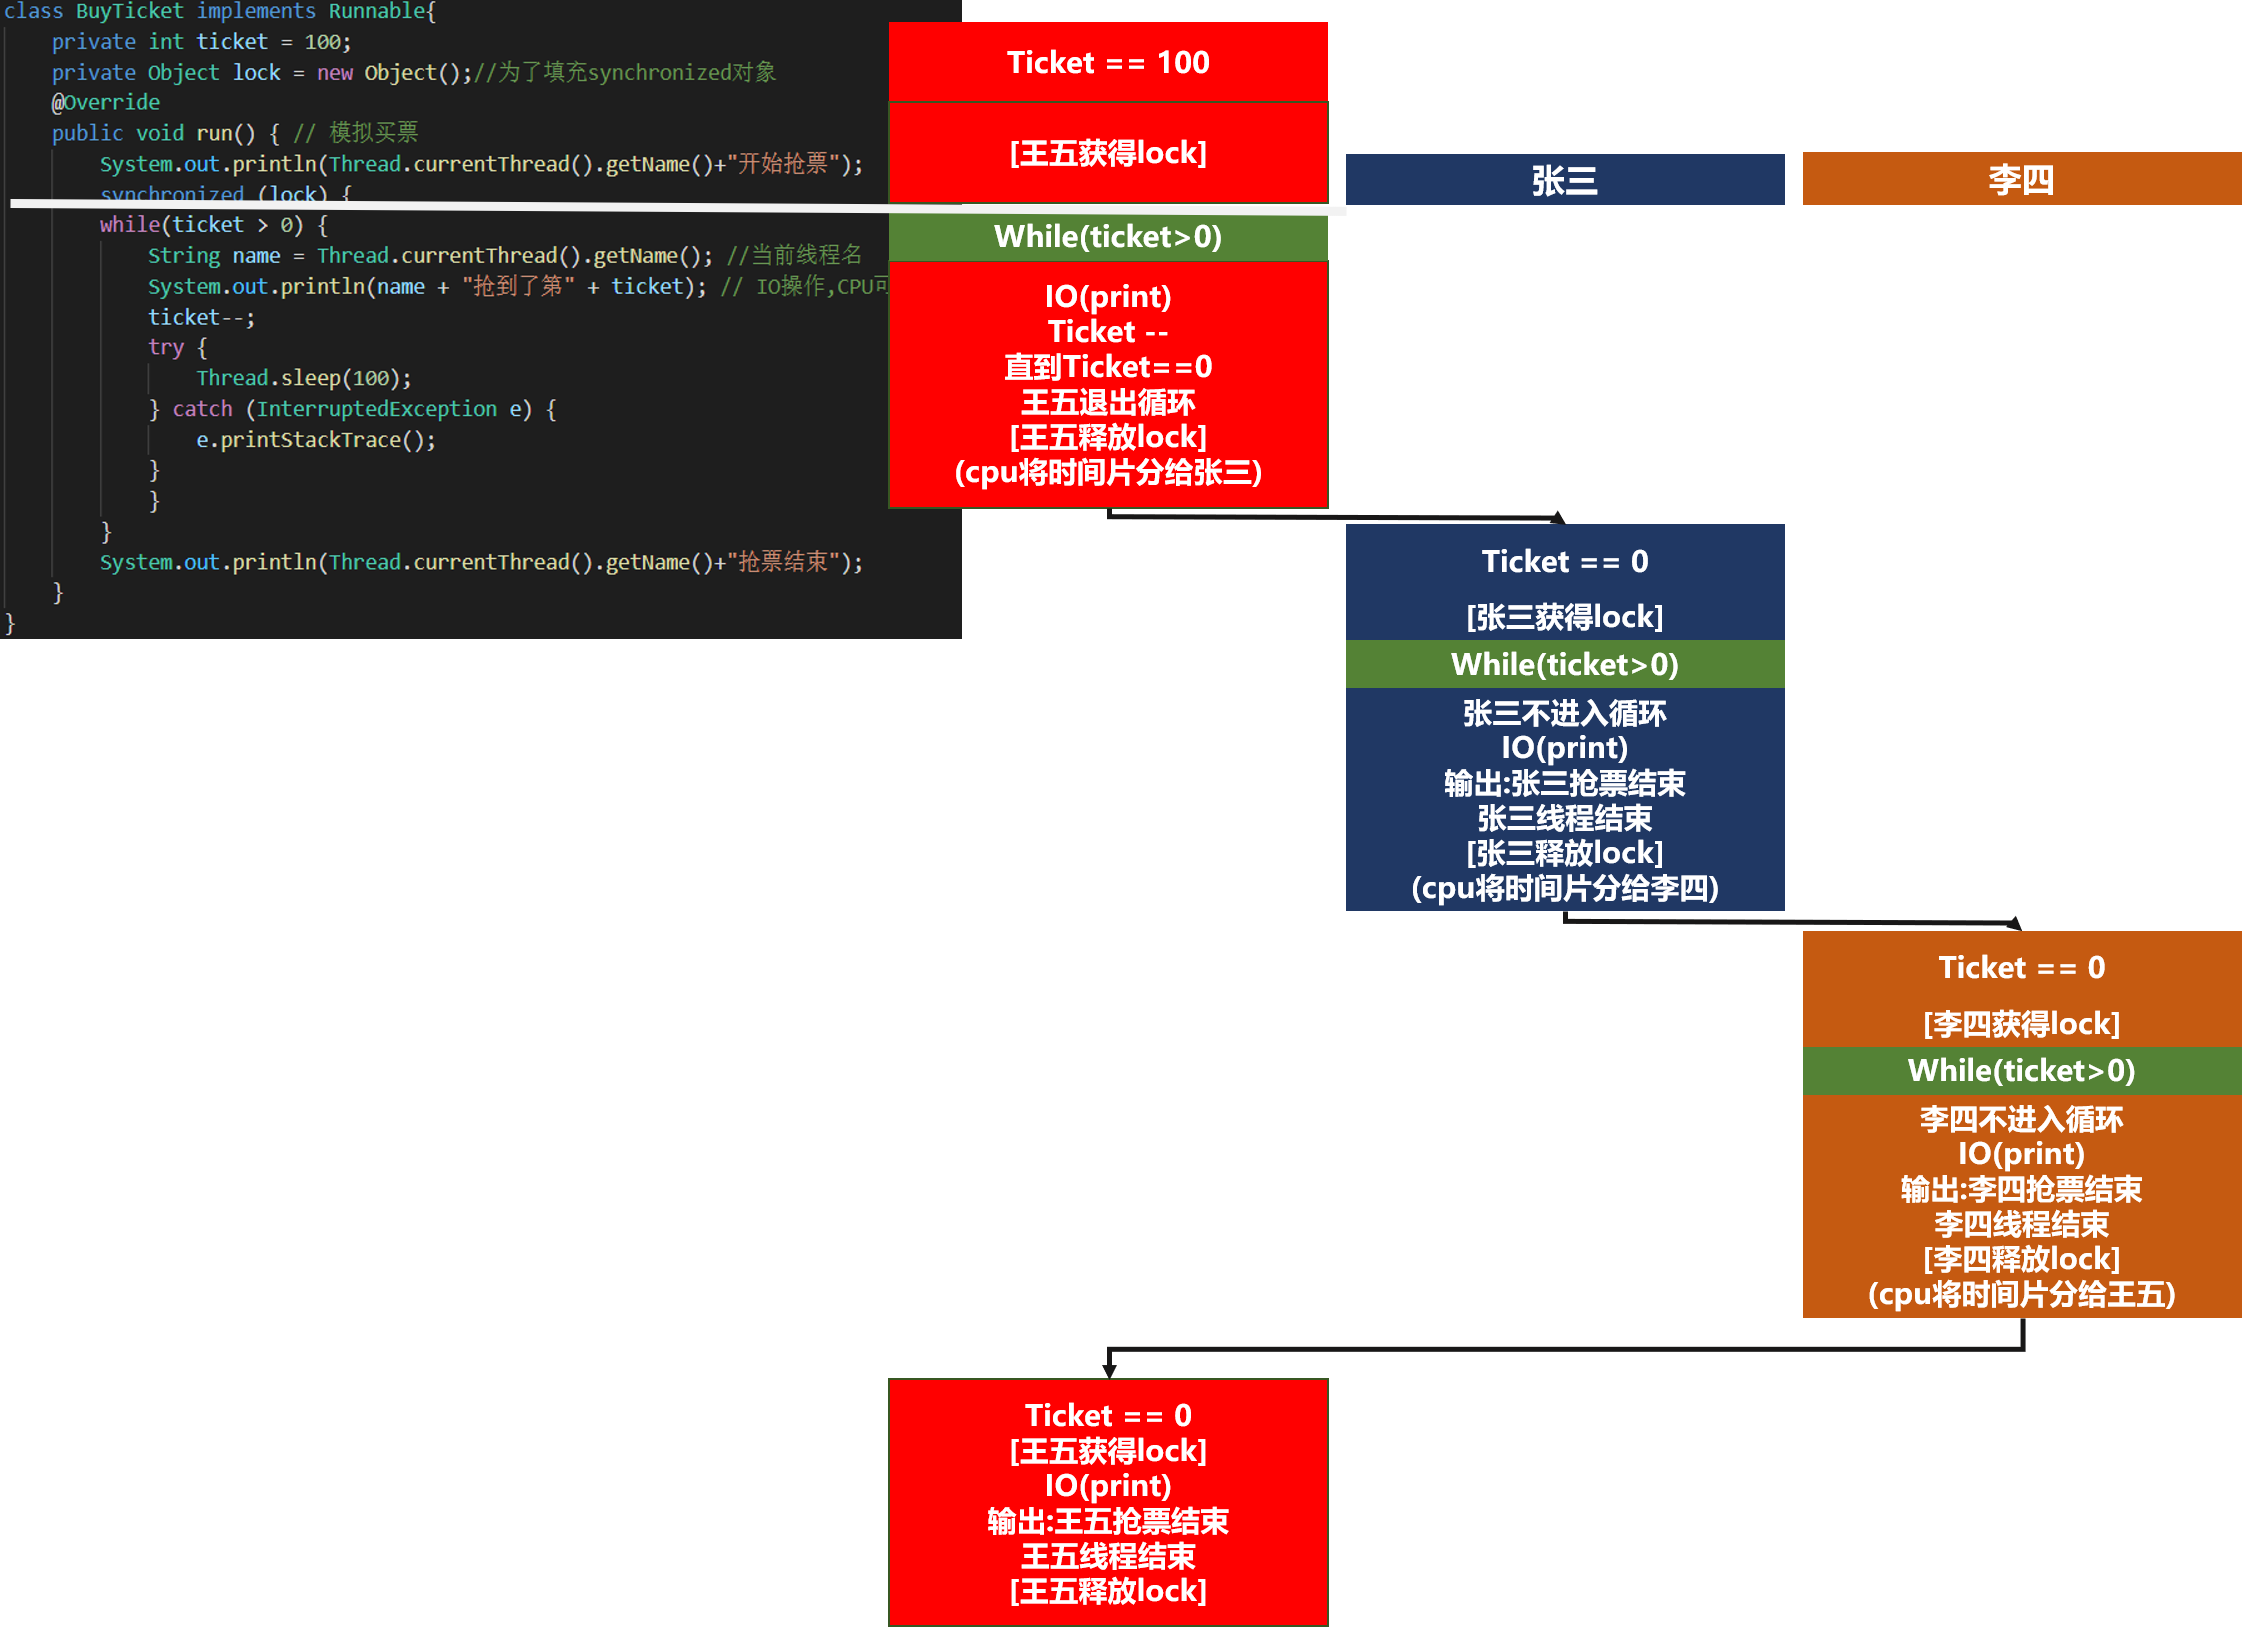 class BuyTicket implements Runnable{
private int ticket = 100;
private Object lock = new Object();//为了填充synchronized对象
@Override
public void run() { // 模拟买票
System.out.println(Thread.currentThread().getName()+"开始抢票");
synchronized (lock) {
while(ticket > 0) {
String name = Thread.currentThread().getName(); //当前线程名
System.out.println(name + "抢到了第" + ticket); // IO操作,CPU可
ticket--;
try {
Thread.sleep(100);
} catch (InterruptedException e) {
e.printStackTrace();
}
}
}
System.out.println(Thread.currentThread().getName()+"抢票结束");
}
}
Ticket == 100
[王五获得lock]
While(ticket>0)
IO(print)
Ticket --
直到Ticket==0
王五退出循环
[王五释放lock]
(cpu将时间片分给张三)
张三
李四
Ticket == 0
[张三获得lock]
While(ticket>0)
张三不进入循环
IO(print)
输出:张三抢票结束
张三线程结束
[张三释放lock]
(cpu将时间片分给李四)
Ticket == 0
[李四获得lock]
While(ticket>0)
李四不进入循环
IO(print)
输出:李四抢票结束
李四线程结束
[李四释放lock]
(cpu将时间片分给王五)
Ticket == 0
[王五获得lock]
IO(print)
输出:王五抢票结束
王五线程结束
[王五释放lock]